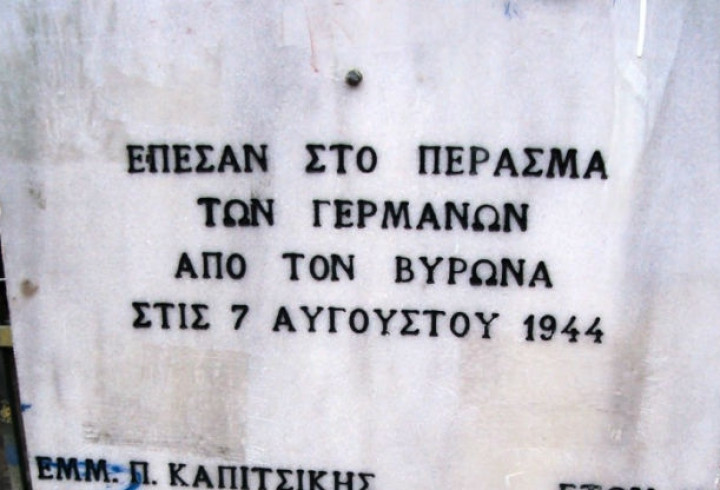 ΕΠΕΣΑΝ ΣΤΟ ΠΕΡΑΣΜΑ
ΤΩΝ ΓΕΡΜΑΝΩΝ
ΑΠΟ ΤΟΝ ΒΥΡΩΝΑ
ΣΤΙΣ 7 ΑΥΓΟΥΣΤΟΥ 1944
ΕΜΜ. Π. ΚΑΠΙΤΣΙΚΗΣ